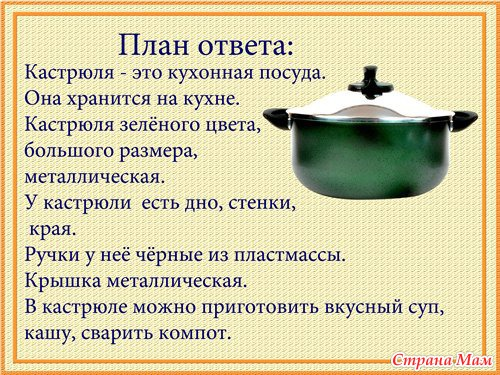 План ответа:
Кастрюля - это кухонная посуда.
Она хранится на кухне.
Кастрюля зелёного цвета,
большого размера,
металлическая.
У кастрюли есть дно, стенки,
края.
Ручки у неё чёрные из пластмассы.
Крышка металлическая.
В кастрюле можно приготовить вкусный суп,
кашу, сварить компот.
Страна Мам